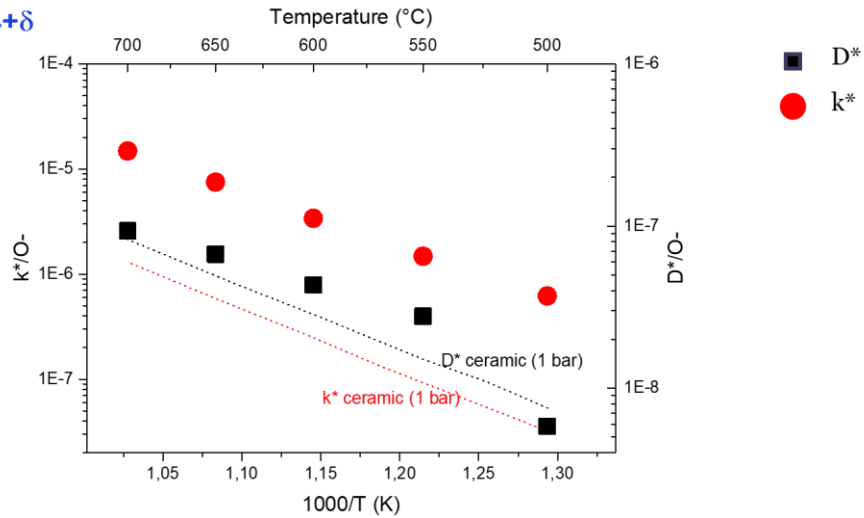 +δ
Temperature (°C)
700 650 600 550 500
1E-4
1E-5
1E-6
1E-7
k*/O-
1E-6
1E-7
1E-8
D*/O-
D* ceramic (1 bar)
k* ceramic (1 bar)
1,05 1,10 1,15 1,20 1,25 1,30
1000/T (K)
D*
k*